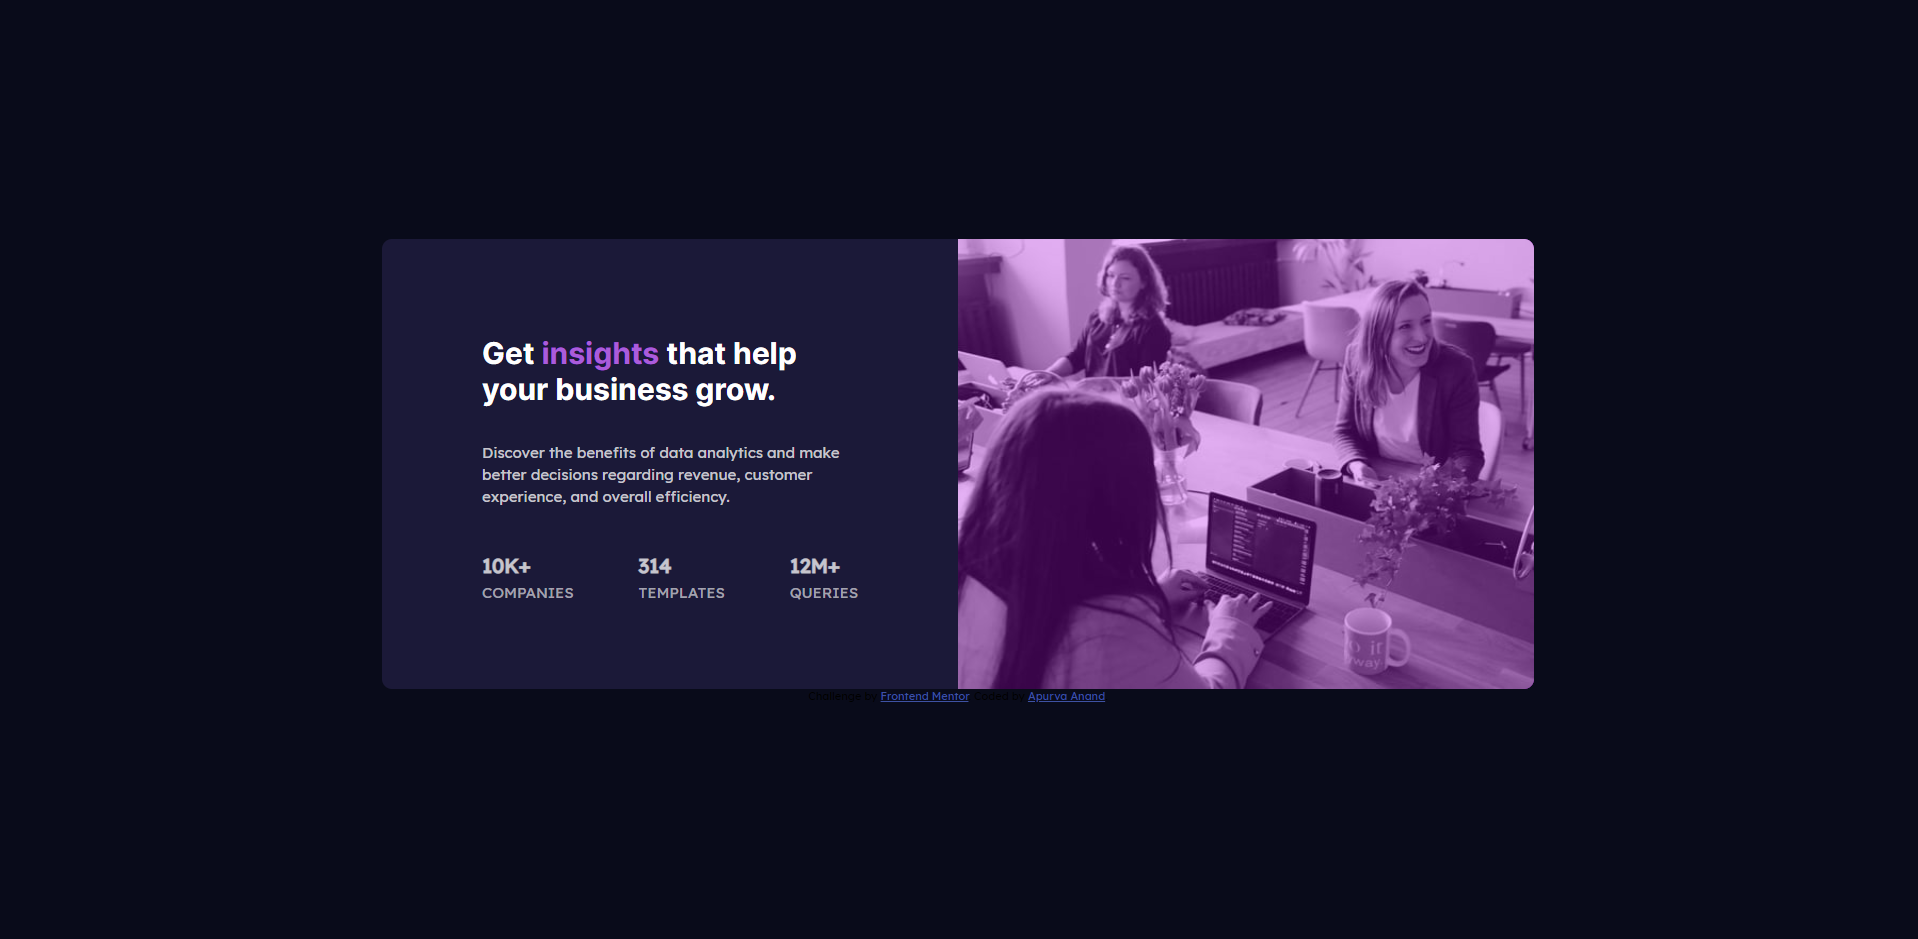 Get insights that help
your business grow.
Discover the benefits of data analytics and make
better decisions regarding revenue, customer
experience, and overall efficiency.
10K+ 314 12M+
COMPANIES TEMPLATES QUERIES
Challenge by Frontend Mentor. Coded by Apurva Anand